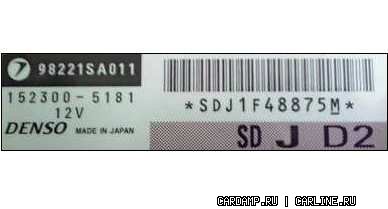 98221SA011
152300-5181
12V
DENSO MADE IN JAPAN
*SDJ1F48875M*
SD J D2
CARDAMP.RU | CARLINE.RU